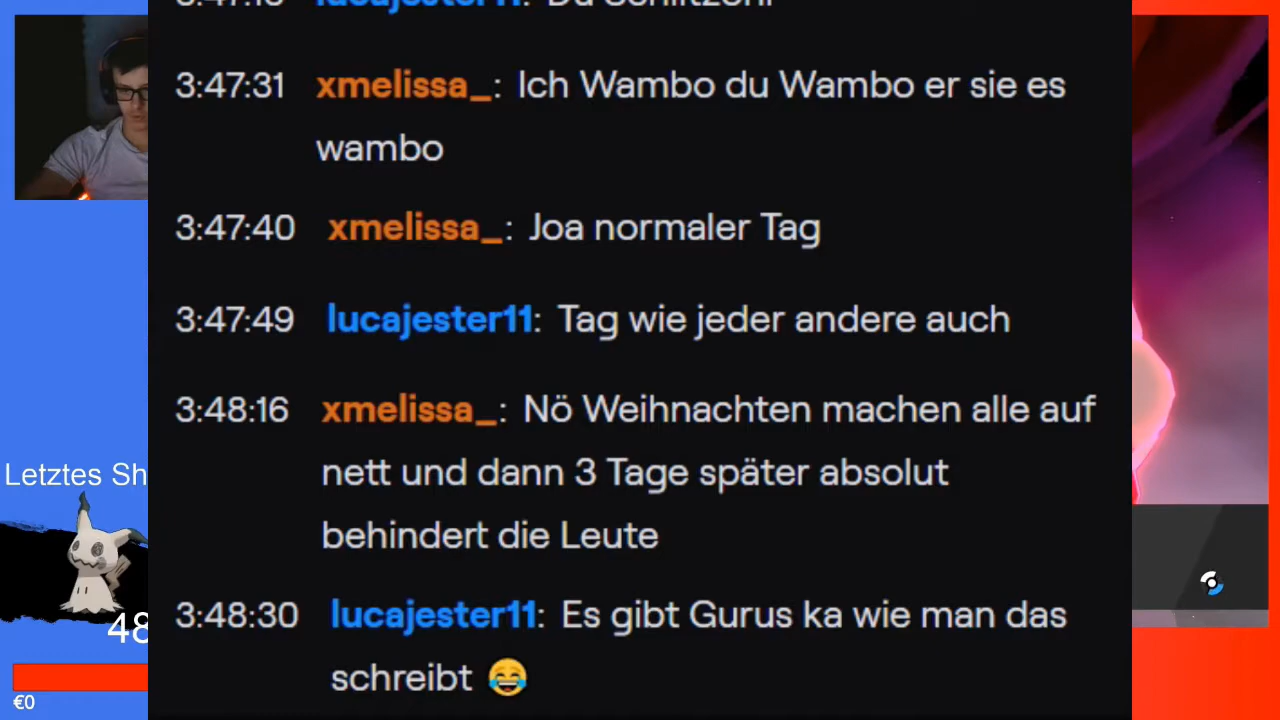 3:47:31 xmelissa_: Ich Wambo du Wambo er sie es
wambo
3:47:40 xmelissa_: Joa normaler Tag
3:47:49 lucajester11: Tag wie jeder andere auch
3:48:16 xmelissa_: Nö Weihnachten machen alle auf
nett und dann 3 Tage später absolut
behindert die Leute
3:48:30 lucajester11: Es gibt Gurus ka wie man das
schreibt 😂
Letztes Sh
48
€0